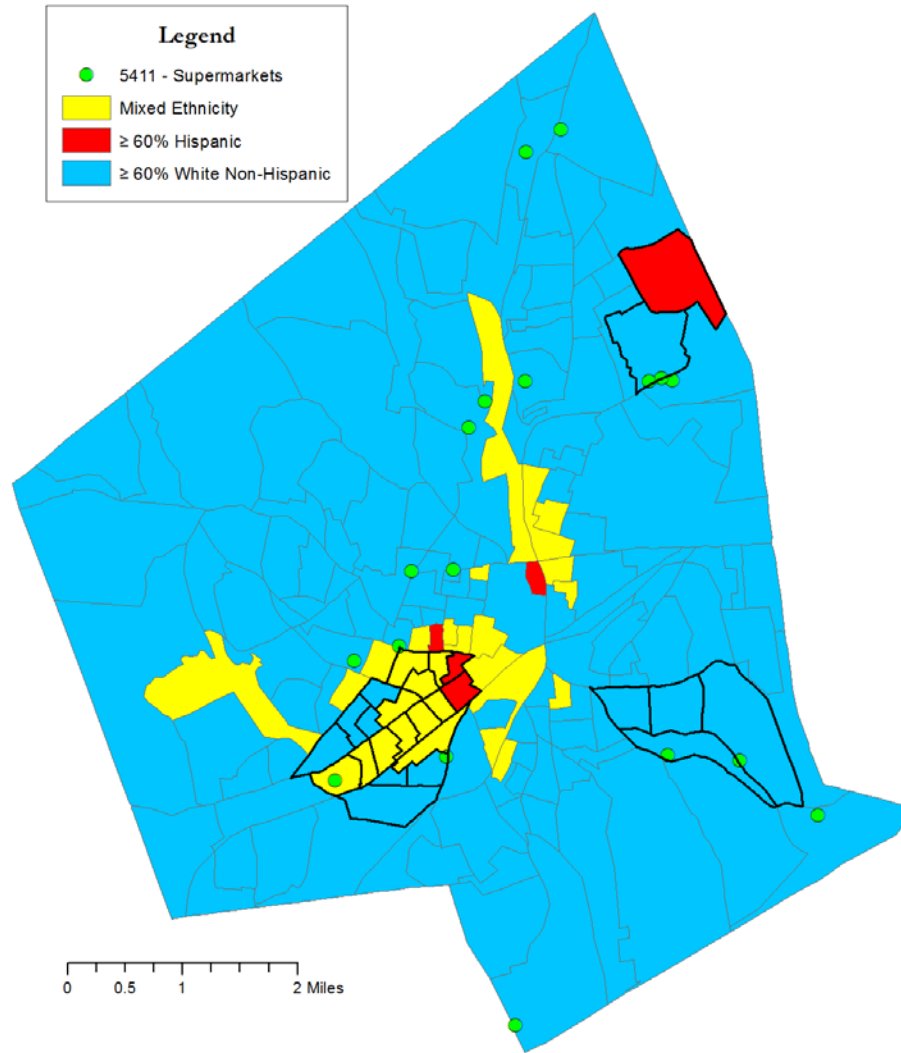 Legend
5411 - Supermarkets
Mixed Ethnicity
≥ 60% Hispanic
≥ 60% White Non-Hispanic
0 0.5 1 2 Miles